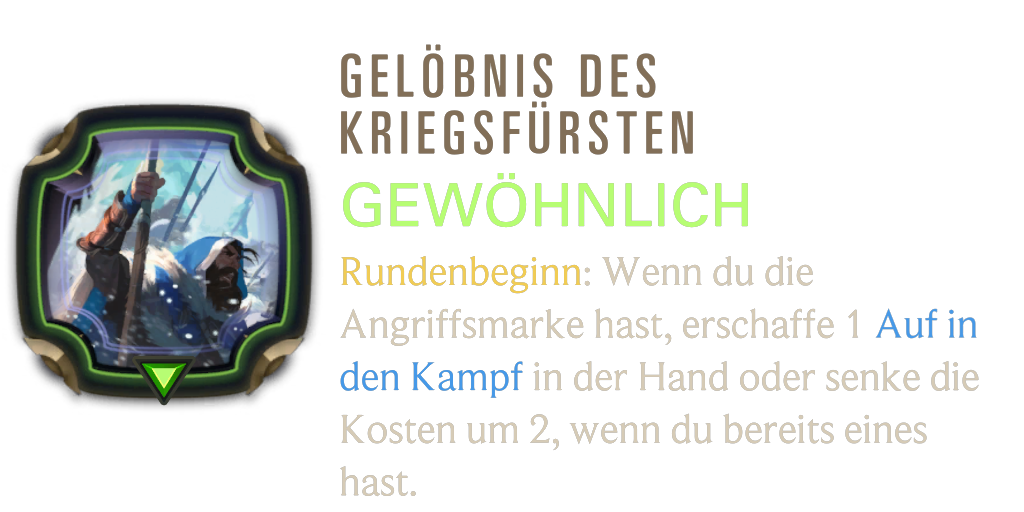 GELÖBNIS DES
KRIEGSFÜRSTEN
GEWÖHNLICH
Rundenbeginn: Wenn du die
Angriffsmarke hast, erschaffe 1 Auf in
den Kampf in der Hand oder senke die
Kosten um 2, wenn du bereits eines
hast.